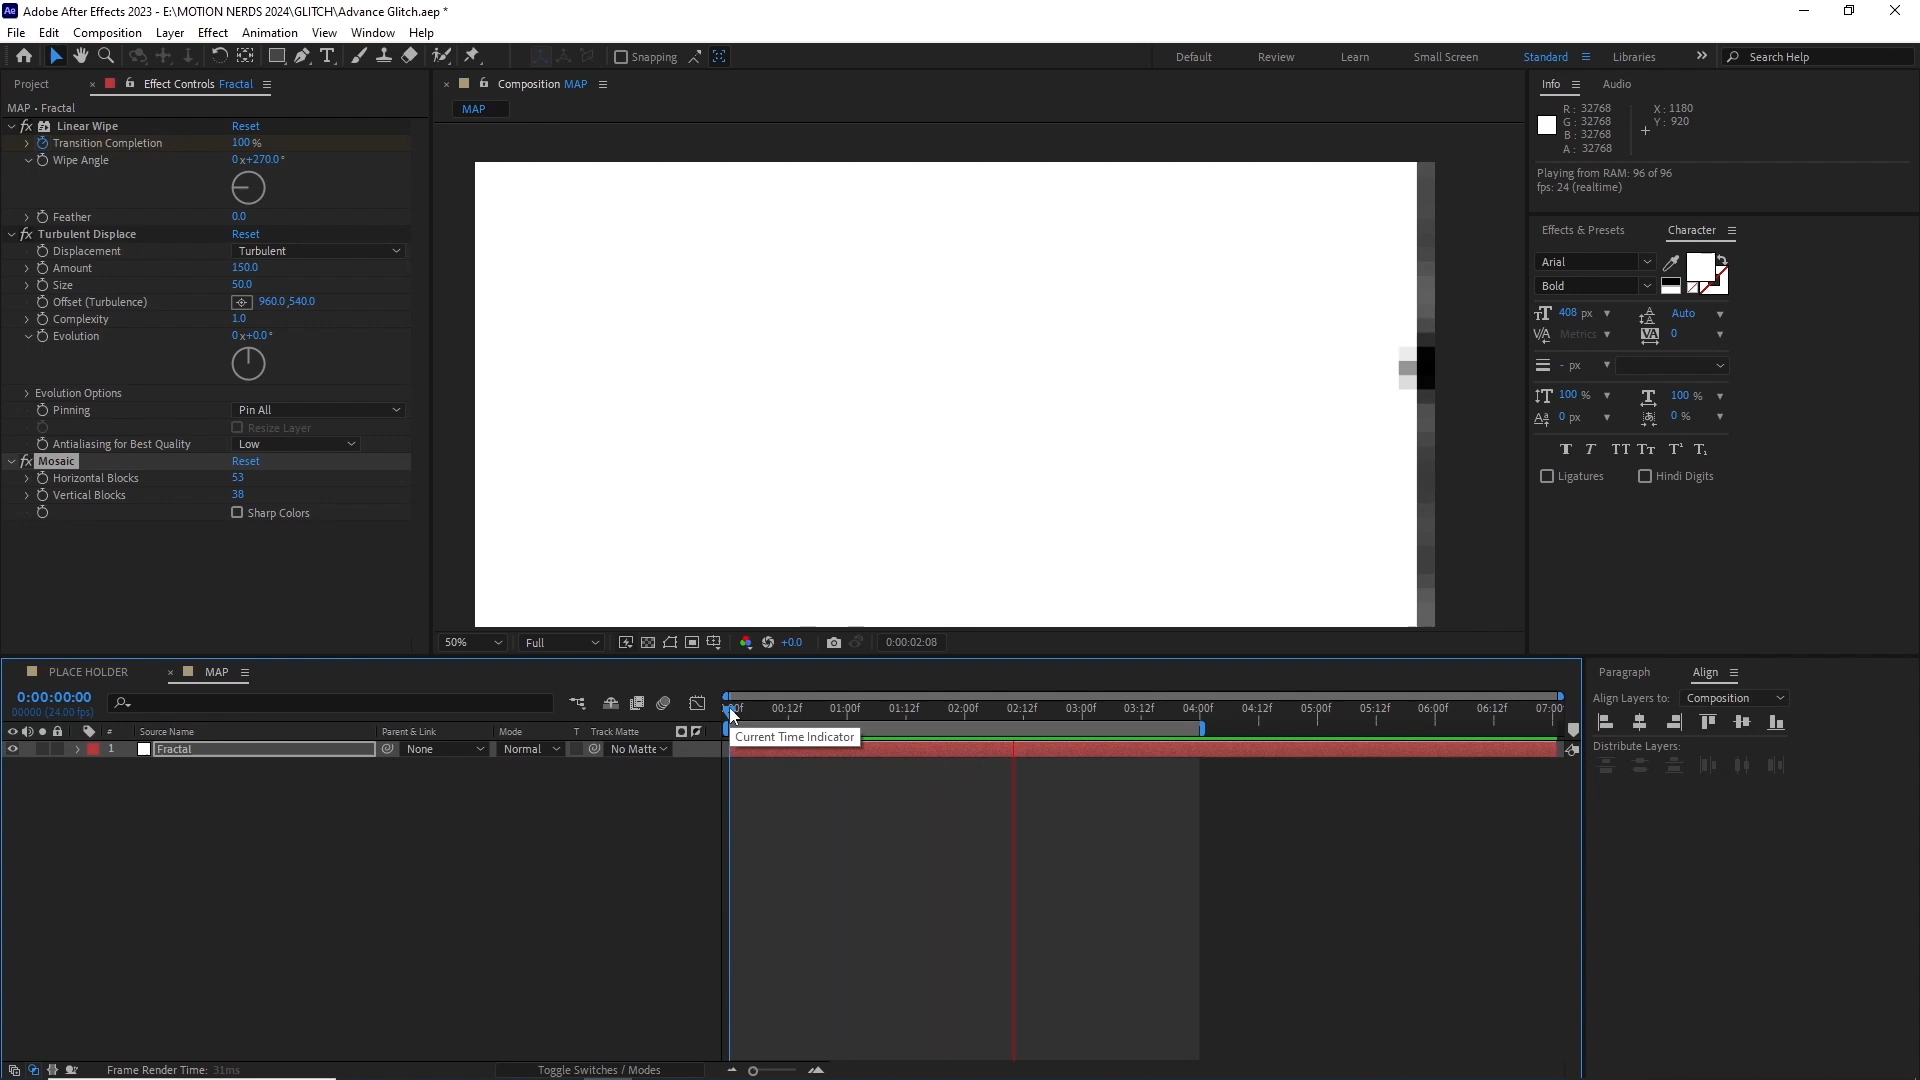 Adobe After Effects 2023 - E:\MOTION NERDS 2024\GLITCH\Advance Glitch.aep *
File Edit Composition Layer Effect Animation View Window Help
Snapping
Default Review Learn Small Screen Standard Libraries Search Help
Project Effect Controls Fractal
Composition MAP
Info Audio
MAP • Fractal
MAP
Linear Wipe Reset
Transition Completion 100 %
Wipe Angle 0x+270.0°
Feather 0.0
Turbulent Displace Reset
Displacement Turbulent
Amount 150.0
Size 50.0
Offset (Turbulence) 960.0,540.0
Complexity 1.0
Evolution 0x+0.0°
Evolution Options
Pinning Pin All
Resize Layer
Antialiasing for Best Quality Low
Mosaic Reset
Horizontal Blocks 53
Vertical Blocks 38
Sharp Colors
50% Full +0.0 0:00:02:08
R: 32768 X: 1180
G: 32768 Y: 920
B: 32768
A: 32768
Playing from RAM: 96 of 96
fps: 24 (realtime)
Effects & Presets Character
Arial
Bold
408 px Auto
Metrics 0
- px
100 % 100 %
0 px 0 %
Ligatures Hindi Digits
PLACE HOLDER MAP
0:00:00:00
00000 (24.00 fps)
00:12f 01:00f 01:12f 02:00f 02:12f 03:00f 03:12f 04:00f 04:12f 05:00f 05:12f 06:00f 06:12f 07:00
# Source Name Parent & Link Mode T Track Matte
Current Time Indicator
1 Fractal None Normal No Matte
Paragraph Align
Align Layers to: Composition
Distribute Layers:
Frame Render Time: 31ms
Toggle Switches / Modes